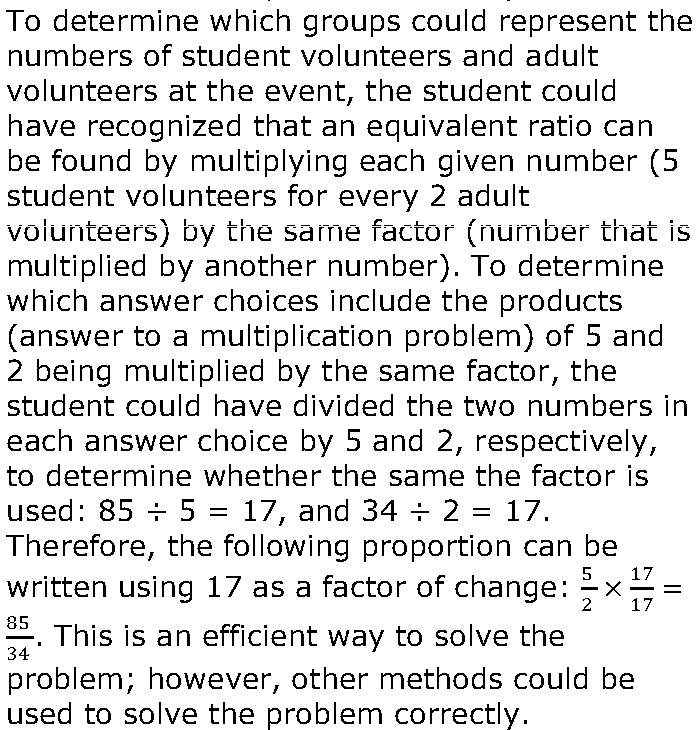 To determine which groups could represent the
numbers of student volunteers and adult
volunteers at the event, the student could
have recognized that an equivalent ratio can
be found by multiplying each given number (5
student volunteers for every 2 adult
volunteers) by the same factor (number that is
multiplied by another number). To determine
which answer choices include the products
(answer to a multiplication problem) of 5 and
2 being multiplied by the same factor, the
student could have divided the two numbers in
each answer choice by 5 and 2, respectively,
to determine whether the same the factor is
used: 85 ÷ 5 = 17, and 34 ÷ 2 = 17.
Therefore, the following proportion can be
written using 17 as a factor of change: 5/2 × 17/17 =
85/34. This is an efficient way to solve the
problem; however, other methods could be
used to solve the problem correctly.